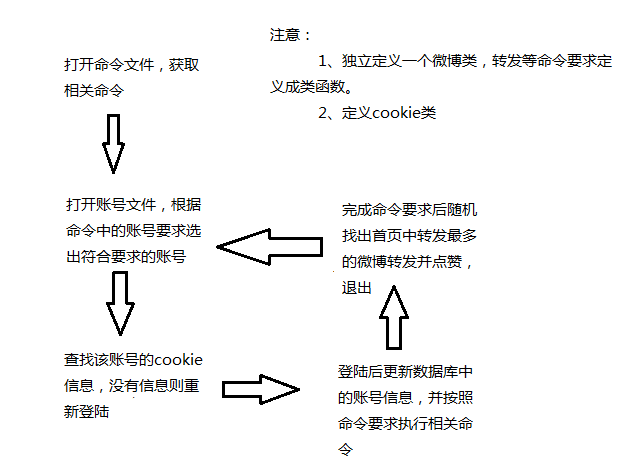 注意：
1、独立定义一个微博类，转发等命令要求定
义成类函数。
2、定义cookie类
打开命令文件，获取
相关命令
打开账号文件，根据
命令中的账号要求选
出符合要求的账号
查找该账号的cookie
信息，没有信息则重
新登陆
登陆后更新数据库中
的账号信息，并按照
命令要求执行相关命
令
完成命令要求后随机
找出首页中转发最多
的微博转发并点赞，
退出